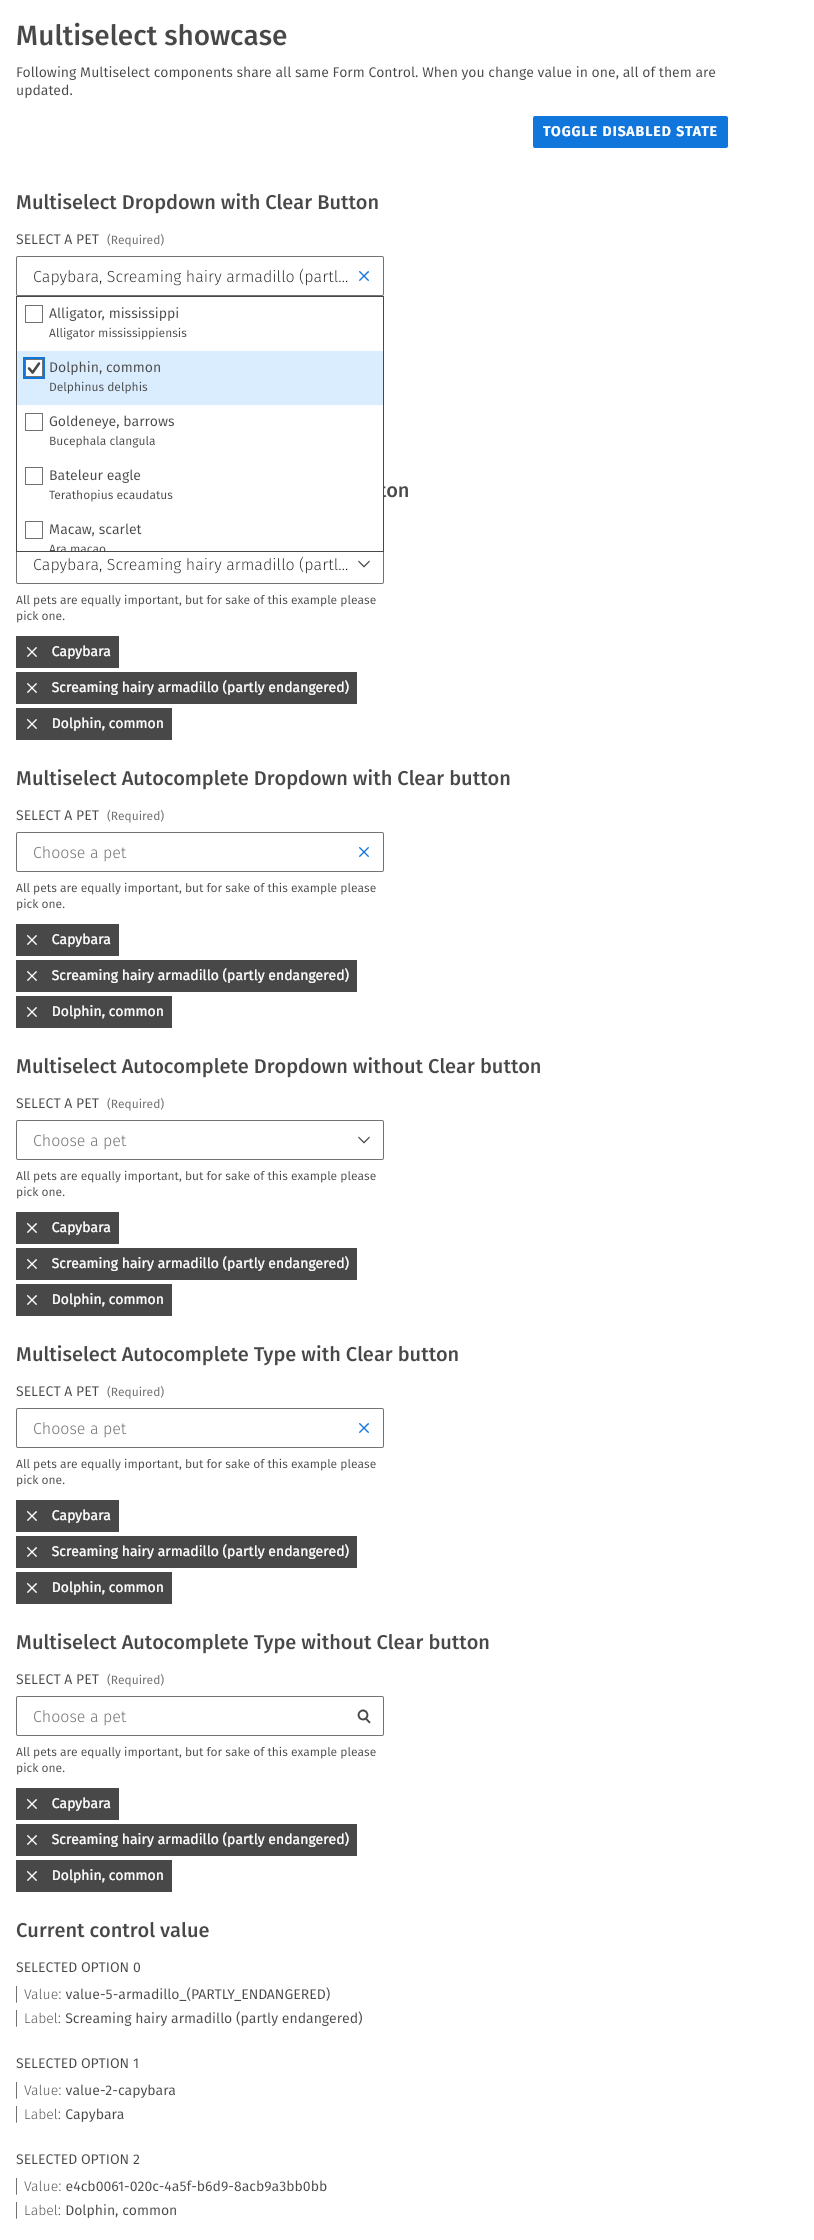 Multiselect showcase
Following Multiselect components share all same Form Control. When you change value in one, all of them are
updated.
TOGGLE DISABLED STATE
Multiselect Dropdown with Clear Button
SELECT A PET (Required)
Capybara, Screaming hairy armadillo (partl...
Alligator, mississippi
Alligator mississippiensis
Dolphin, common
Delphinus delphis
Goldeneye, barrows
Bucephala clangula
Bateleur eagle
Terathopius ecaudatus
Macaw, scarlet
Ara macao
Capybara, Screaming hairy armadillo (partl...
All pets are equally important, but for sake of this example please
pick one.
Capybara
Screaming hairy armadillo (partly endangered)
Dolphin, common
Multiselect Autocomplete Dropdown with Clear button
SELECT A PET (Required)
Choose a pet
All pets are equally important, but for sake of this example please
pick one.
Capybara
Screaming hairy armadillo (partly endangered)
Dolphin, common
Multiselect Autocomplete Dropdown without Clear button
SELECT A PET (Required)
Choose a pet
All pets are equally important, but for sake of this example please
pick one.
Capybara
Screaming hairy armadillo (partly endangered)
Dolphin, common
Multiselect Autocomplete Type with Clear button
SELECT A PET (Required)
Choose a pet
All pets are equally important, but for sake of this example please
pick one.
Capybara
Screaming hairy armadillo (partly endangered)
Dolphin, common
Multiselect Autocomplete Type without Clear button
SELECT A PET (Required)
Choose a pet
All pets are equally important, but for sake of this example please
pick one.
Capybara
Screaming hairy armadillo (partly endangered)
Dolphin, common
Current control value
SELECTED OPTION 0
Value: value-5-armadillo_(PARTLY_ENDANGERED)
Label: Screaming hairy armadillo (partly endangered)
SELECTED OPTION 1
Value: value-2-capybara
Label: Capybara
SELECTED OPTION 2
Value: e4cb0061-020c-4a5f-b6d9-8acb9a3bb0bb
Label: Dolphin, common